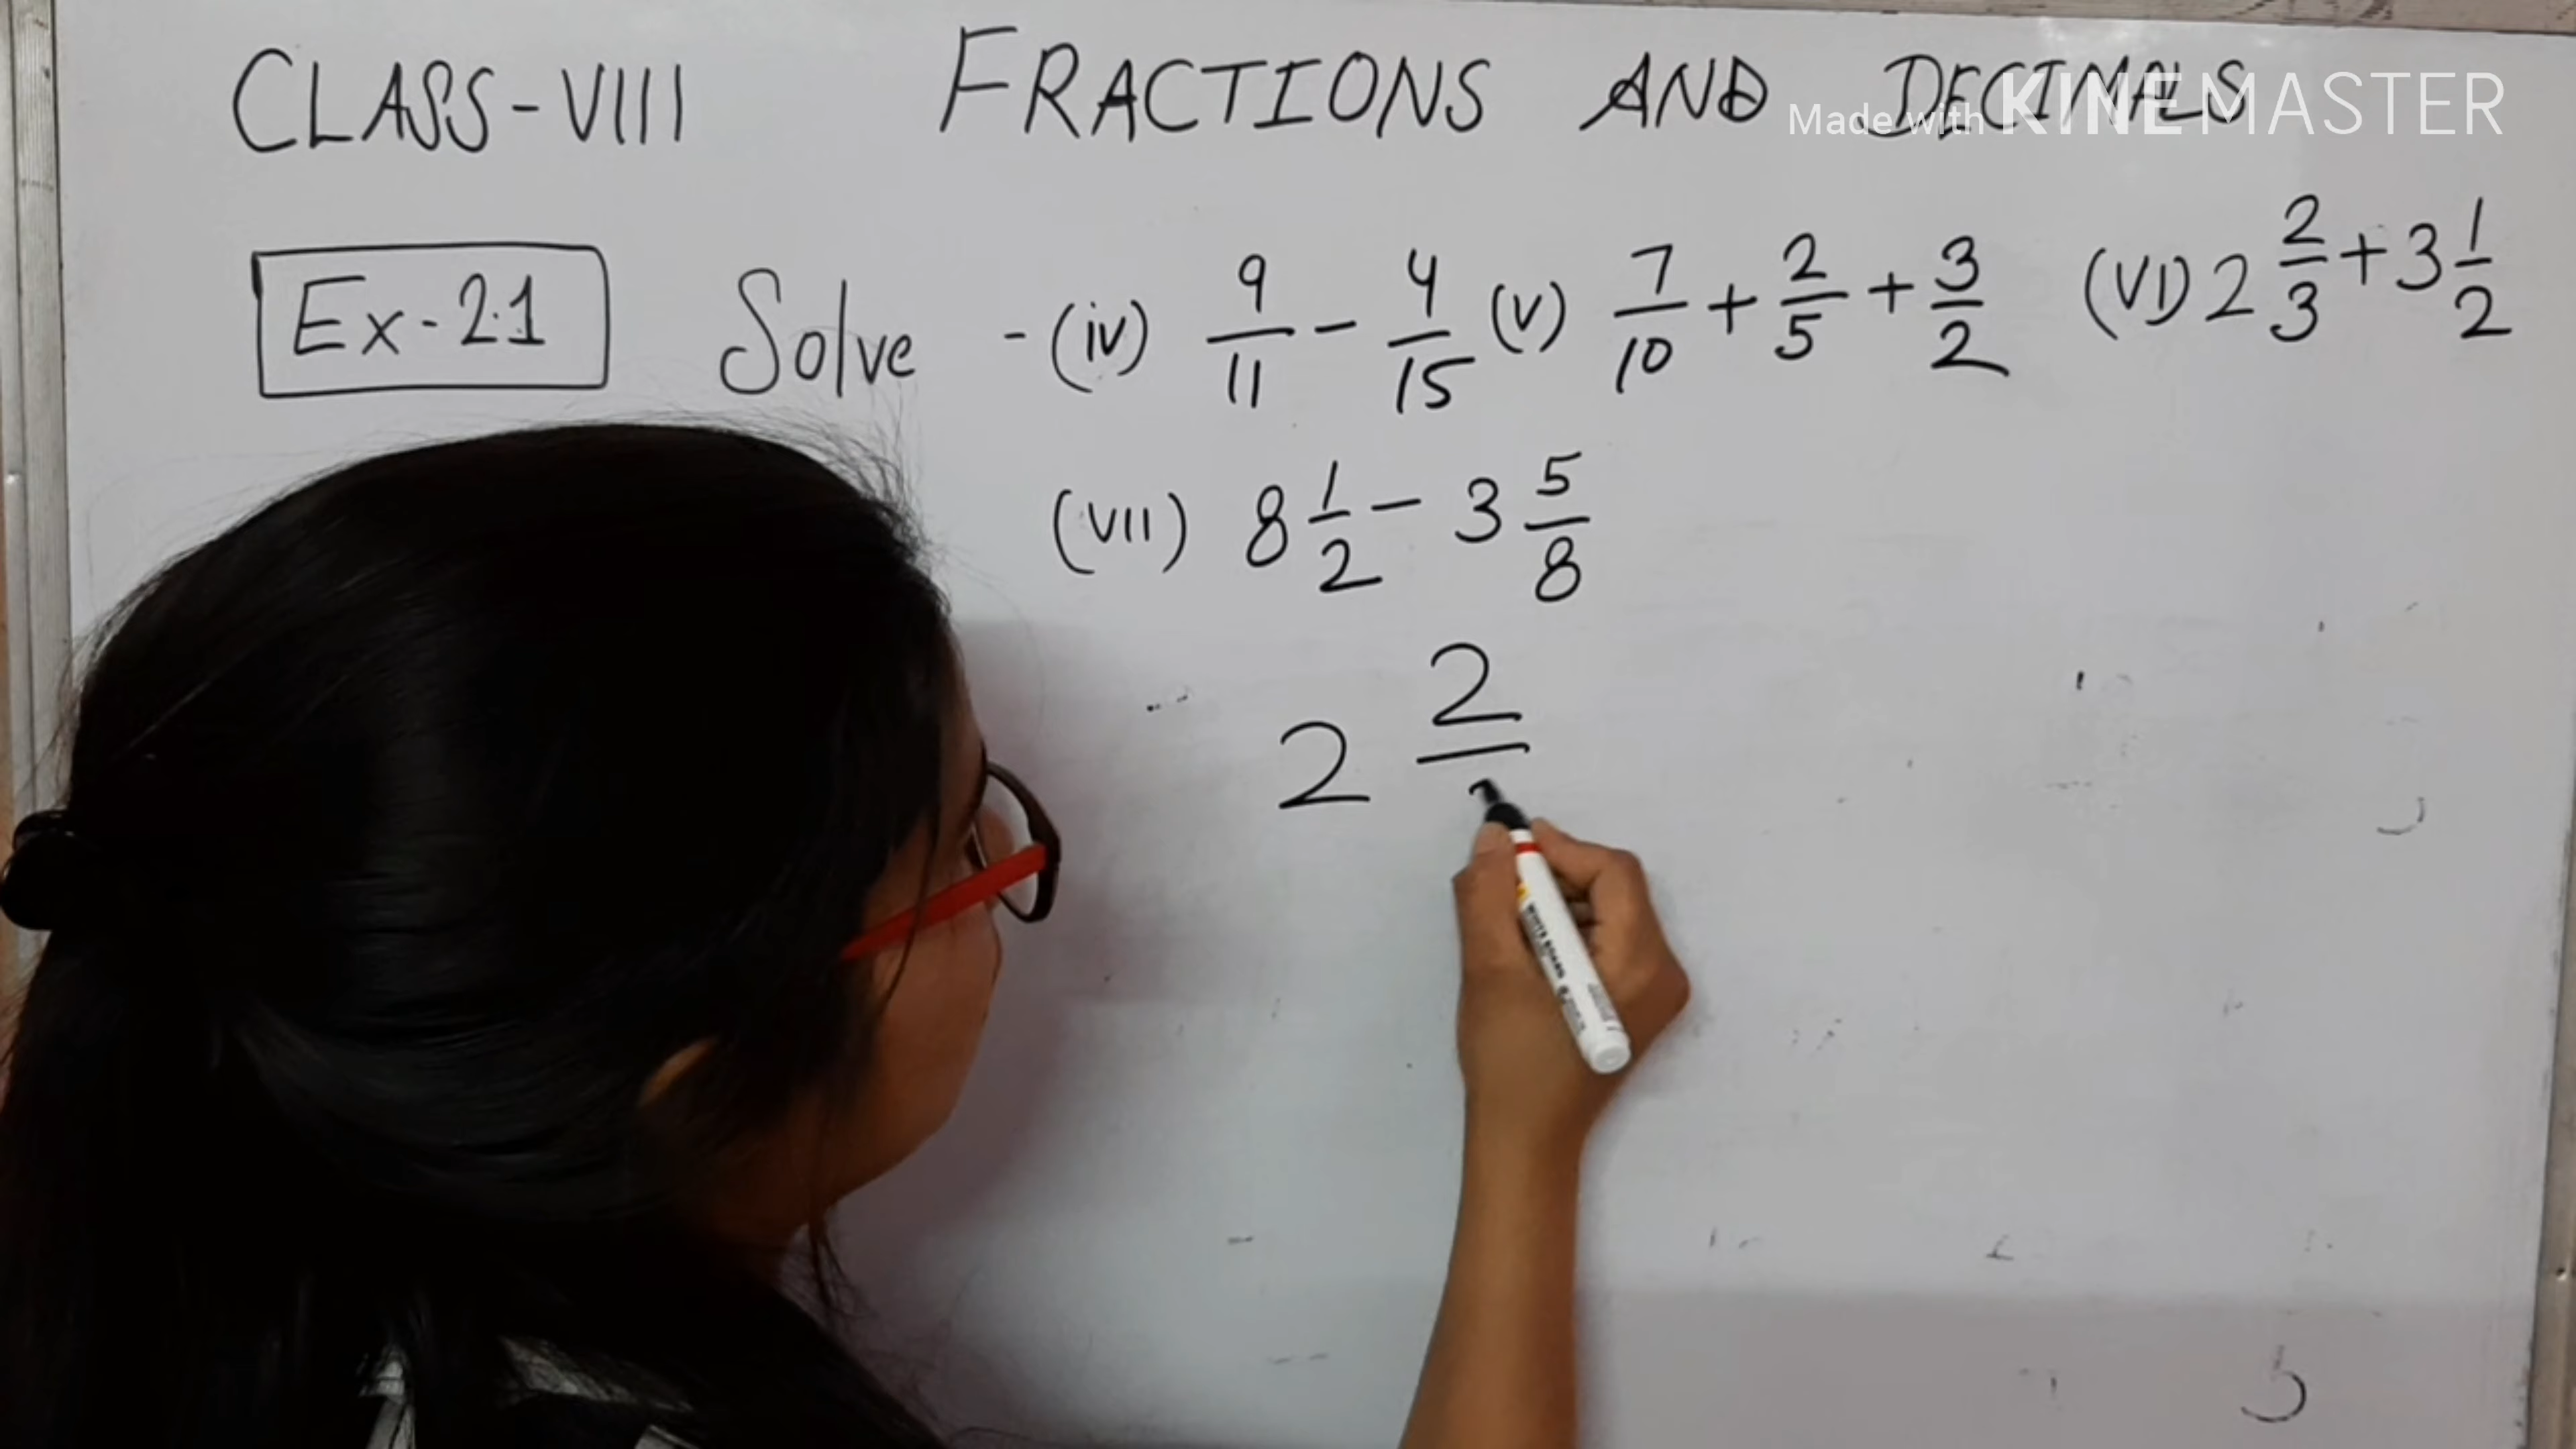 CLASS-VIII FRACTIONS AND DECIMALS
Made with KINEMASTER
Ex-2.1 Solve - (iv) 9/11 - 4/15 (v) 7/10 + 2/5 + 3/2 (VI) 2 2/3 + 3 1/2
(VII) 8 1/2 - 3 5/8
2 2/
WHITE BOARD